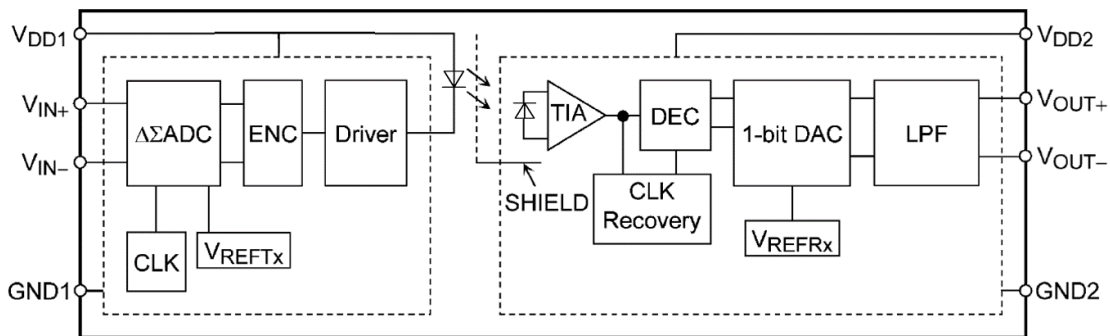 VDD1
VDD2
VIN+
VIN−
ΔΣADC
ENC
Driver
CLK
VREFTx
GND1
SHIELD
TIA
DEC
CLK
Recovery
1-bit DAC
VREFRx
LPF
VOUT+
VOUT−
GND2